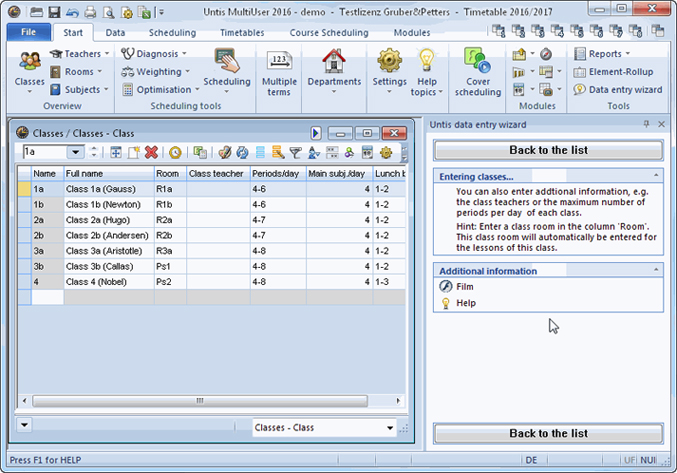 Untis MultiUser 2016 - demo - Testlizenz Gruber&Petters - Timetable 2016/2017
File Start Data Scheduling Timetables Course Scheduling Modules
Classes Teachers Rooms Subjects Overview
Diagnosis Weighting Optimisation Scheduling Scheduling tools
123 Multiple terms
Departments
Settings Help topics
Cover scheduling
Modules
Reports Element-Rollup Data entry wizard Tools
Classes / Classes - Class
1a
Name Full name Room Class teacher Periods/day Main subj./day Lunch b
1a Class 1a (Gauss) R1a 4-6 4 1-2
1b Class 1b (Newton) R1b 4-6 4 1-2
2a Class 2a (Hugo) R2a 4-7 4 1-2
2b Class 2b (Andersen) R2b 4-7 4 1-2
3a Class 3a (Aristotle) R3a 4-8 4 1-2
3b Class 3b (Callas) Ps1 4-8 4 1-2
4 Class 4 (Nobel) Ps2 4-8 4 1-3
Classes - Class
Untis data entry wizard
Back to the list
Entering classes...
You can also enter addtional information, e.g.
the class teachers or the maximum number of
periods per day of each class.
Hint: Enter a class room in the column 'Room'.
This class room will automatically be entered for
the lessons of this class.
Additional information
Film
Help
Back to the list
Press F1 for HELP DE UF NUI